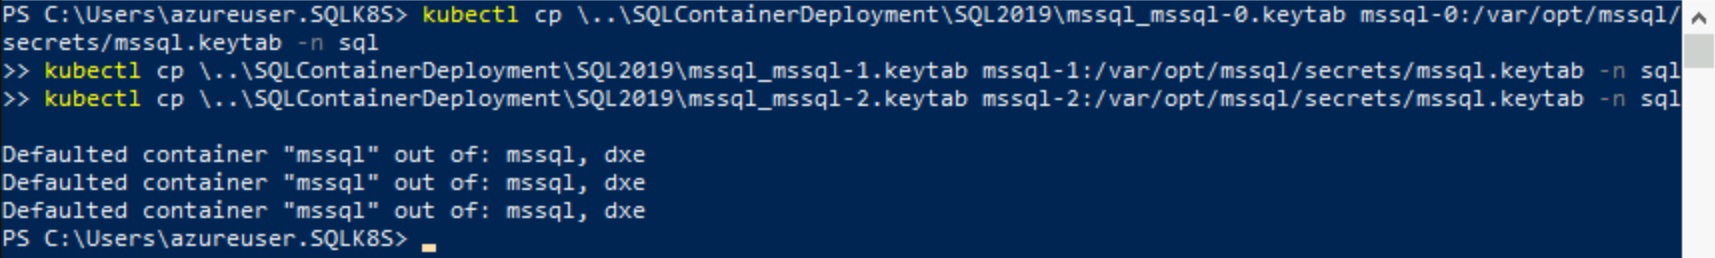 PS C:\Users\azureuser.SQLK8S> kubectl cp \..\SQLContainerDeployment\SQL2019\mssql_mssql-0.keytab mssql-0:/var/opt/mssql/
secrets/mssql.keytab -n sql
>> kubectl cp \..\SQLContainerDeployment\SQL2019\mssql_mssql-1.keytab mssql-1:/var/opt/mssql/secrets/mssql.keytab -n sql
>> kubectl cp \..\SQLContainerDeployment\SQL2019\mssql_mssql-2.keytab mssql-2:/var/opt/mssql/secrets/mssql.keytab -n sql
Defaulted container "mssql" out of: mssql, dxe
Defaulted container "mssql" out of: mssql, dxe
Defaulted container "mssql" out of: mssql, dxe
PS C:\Users\azureuser.SQLK8S>